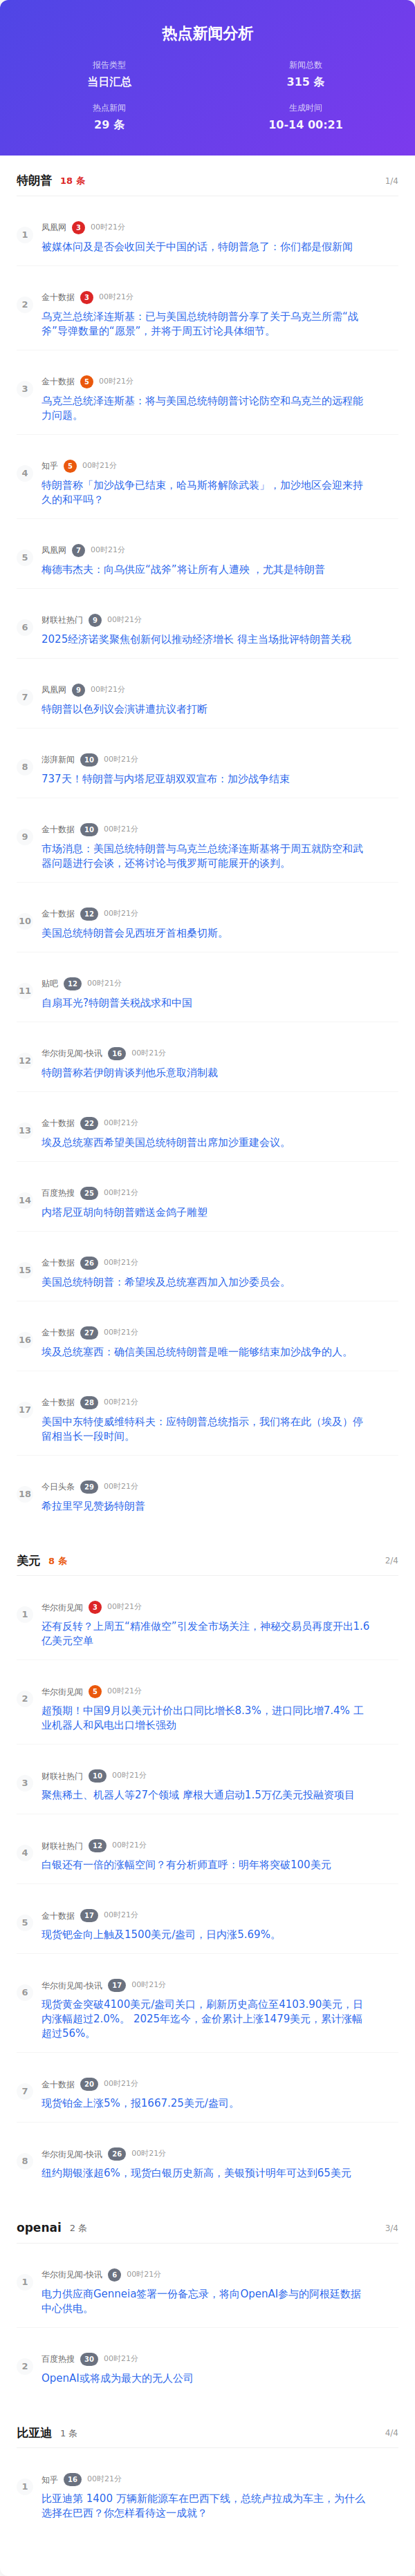 热点新闻分析
报告类型
当日汇总
新闻总数
315 条
热点新闻
29 条
生成时间
10-14 00:21
特朗普 18 条 1/4
1 凤凰网 3 00时21分
被媒体问及是否会收回关于中国的话，特朗普急了：你们都是假新闻
2 金十数据 3 00时21分
乌克兰总统泽连斯基：已与美国总统特朗普分享了关于乌克兰所需“战
斧”导弹数量的“愿景”，并将于周五讨论具体细节。
3 金十数据 5 00时21分
乌克兰总统泽连斯基：将与美国总统特朗普讨论防空和乌克兰的远程能
力问题。
4 知乎 5 00时21分
特朗普称「加沙战争已结束，哈马斯将解除武装」，加沙地区会迎来持
久的和平吗？
5 凤凰网 7 00时21分
梅德韦杰夫：向乌供应“战斧”将让所有人遭殃 ，尤其是特朗普
6 财联社热门 9 00时21分
2025经济诺奖聚焦创新何以推动经济增长 得主当场批评特朗普关税
7 凤凰网 9 00时21分
特朗普以色列议会演讲遭抗议者打断
8 澎湃新闻 10 00时21分
737天！特朗普与内塔尼亚胡双双宣布：加沙战争结束
9 金十数据 10 00时21分
市场消息：美国总统特朗普与乌克兰总统泽连斯基将于周五就防空和武
器问题进行会谈，还将讨论与俄罗斯可能展开的谈判。
10 金十数据 12 00时21分
美国总统特朗普会见西班牙首相桑切斯。
11 贴吧 12 00时21分
自扇耳光?特朗普关税战求和中国
12 华尔街见闻-快讯 16 00时21分
特朗普称若伊朗肯谈判他乐意取消制裁
13 金十数据 22 00时21分
埃及总统塞西希望美国总统特朗普出席加沙重建会议。
14 百度热搜 25 00时21分
内塔尼亚胡向特朗普赠送金鸽子雕塑
15 金十数据 26 00时21分
美国总统特朗普：希望埃及总统塞西加入加沙委员会。
16 金十数据 27 00时21分
埃及总统塞西：确信美国总统特朗普是唯一能够结束加沙战争的人。
17 金十数据 28 00时21分
美国中东特使威维特科夫：应特朗普总统指示，我们将在此（埃及）停
留相当长一段时间。
18 今日头条 29 00时21分
希拉里罕见赞扬特朗普
美元 8 条 2/4
1 华尔街见闻 3 00时21分
还有反转？上周五“精准做空”引发全市场关注，神秘交易员再度开出1.6
亿美元空单
2 华尔街见闻 5 00时21分
超预期！中国9月以美元计价出口同比增长8.3%，进口同比增7.4% 工
业机器人和风电出口增长强劲
3 财联社热门 10 00时21分
聚焦稀土、机器人等27个领域 摩根大通启动1.5万亿美元投融资项目
4 财联社热门 12 00时21分
白银还有一倍的涨幅空间？有分析师直呼：明年将突破100美元
5 金十数据 17 00时21分
现货钯金向上触及1500美元/盎司，日内涨5.69%。
6 华尔街见闻-快讯 17 00时21分
现货黄金突破4100美元/盎司关口，刷新历史高位至4103.90美元，日
内涨幅超过2.0%。 2025年迄今，金价累计上涨1479美元，累计涨幅
超过56%。
7 金十数据 20 00时21分
现货铂金上涨5%，报1667.25美元/盎司。
8 华尔街见闻-快讯 26 00时21分
纽约期银涨超6%，现货白银历史新高，美银预计明年可达到65美元
openai 2 条 3/4
1 华尔街见闻-快讯 6 00时21分
电力供应商Genneia签署一份备忘录，将向OpenAI参与的阿根廷数据
中心供电。
2 百度热搜 30 00时21分
OpenAI或将成为最大的无人公司
比亚迪 1 条 4/4
1 知乎 16 00时21分
比亚迪第 1400 万辆新能源车在巴西下线，总统卢拉成为车主，为什么
选择在巴西？你怎样看待这一成就？